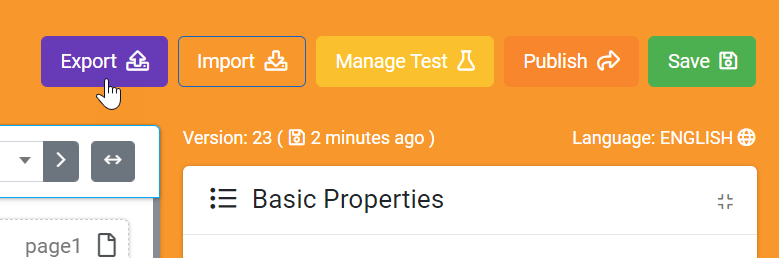 Export Import Manage Test Publish Save
Version: 23 ( 2 minutes ago ) Language: ENGLISH
Basic Properties
page1